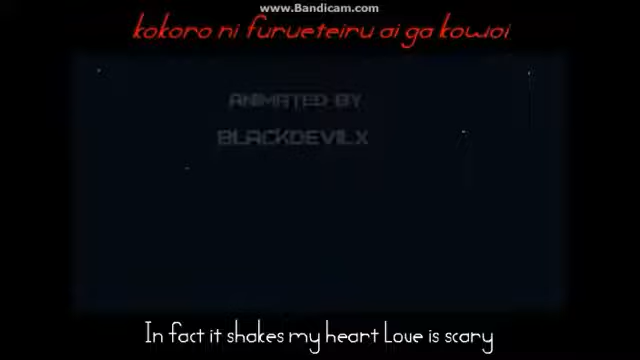 www.Bandicam.com
kokoro ni furueteiru ai ga kowoi
ANIMATED BY
BLACKDEVILX
In fact it shakes my heart Love is scary